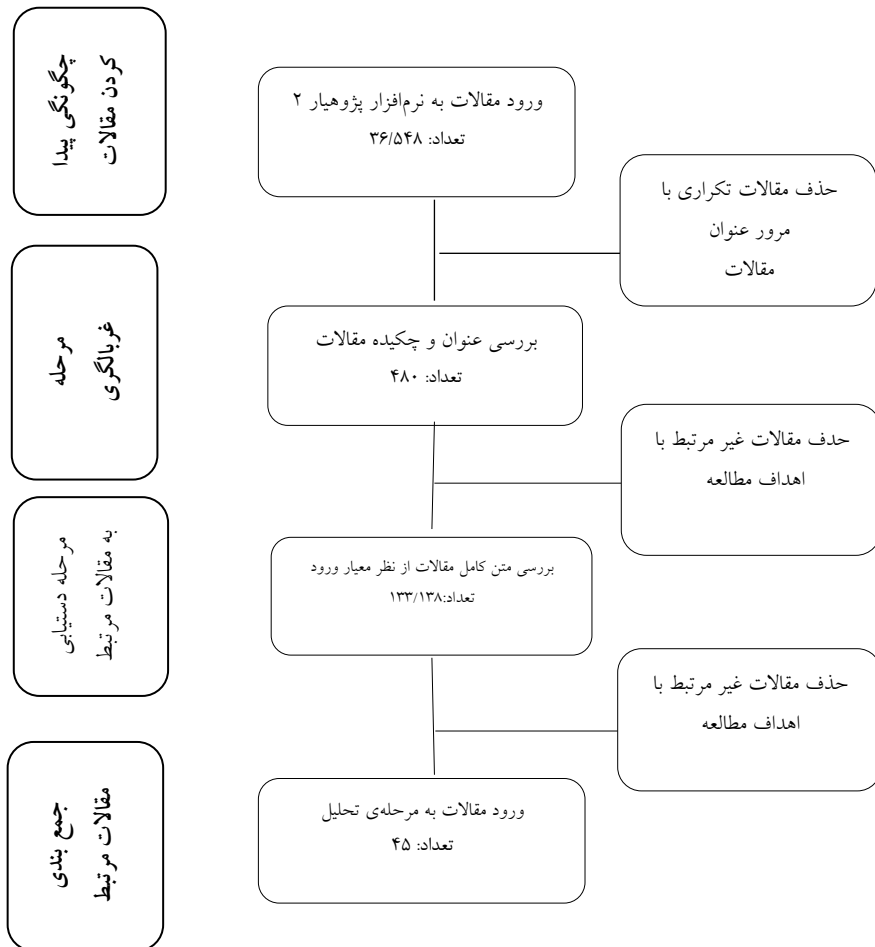 چگونگی پیدا
کردن مقالات
ورود مقالات به نرم‌افزار پژوهیار ۲
تعداد: ۳۶/۵۴۸
حذف مقالات تکراری با
مرور عنوان
مقالات
مرحله
غربالگری
بررسی عنوان و چکیده مقالات
تعداد: ۴۸۰
حدف مقالات غیر مرتبط با
اهداف مطالعه
مرحله دستیابی
به مقالات مرتبط
بررسی متن کامل مقالات از نظر معیار ورود
تعداد:۱۳۳/۱۳۸
حذف مقالات غیر مرتبط با
اهداف مطالعه
جمع بندی
مقالات مرتبط
ورود مقالات به مرحله‌ی تحلیل
تعداد: ۴۵